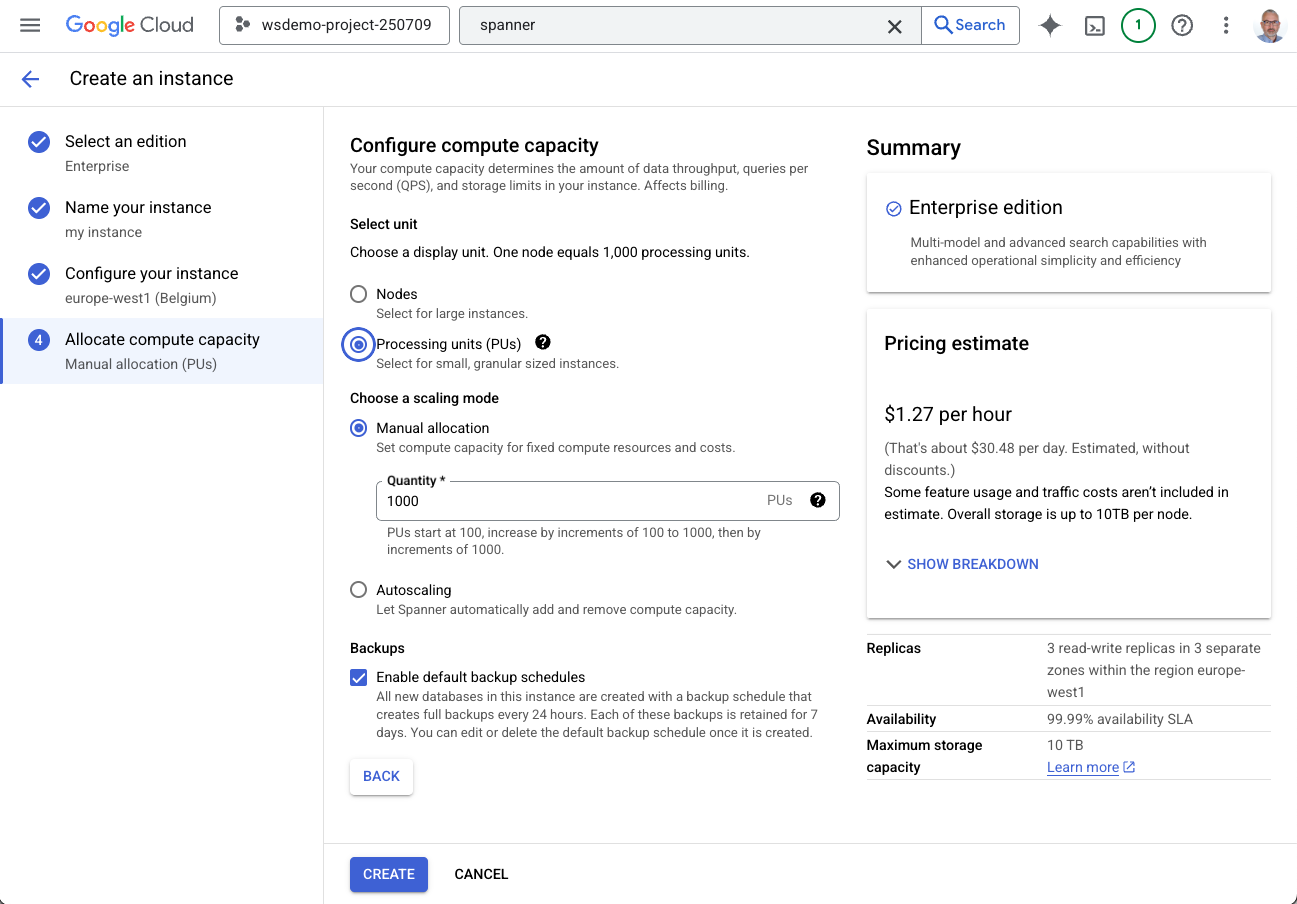 Google Cloud
wsdemo-project-250709
spanner
Search
1
Create an instance
Select an edition
Enterprise
Name your instance
my instance
Configure your instance
europe-west1 (Belgium)
4
Allocate compute capacity
Manual allocation (PUs)
Configure compute capacity
Your compute capacity determines the amount of data throughput, queries per
second (QPS), and storage limits in your instance. Affects billing.
Select unit
Choose a display unit. One node equals 1,000 processing units.
Nodes
Select for large instances.
Processing units (PUs)
Select for small, granular sized instances.
Choose a scaling mode
Manual allocation
Set compute capacity for fixed compute resources and costs.
Quantity *
1000 PUs
PUs start at 100, increase by increments of 100 to 1000, then by
increments of 1000.
Autoscaling
Let Spanner automatically add and remove compute capacity.
Backups
Enable default backup schedules
All new databases in this instance are created with a backup schedule that
creates full backups every 24 hours. Each of these backups is retained for 7
days. You can edit or delete the default backup schedule once it is created.
BACK
CREATE
CANCEL
Summary
Enterprise edition
Multi-model and advanced search capabilities with
enhanced operational simplicity and efficiency
Pricing estimate
$1.27 per hour
(That's about $30.48 per day. Estimated, without
discounts.)
Some feature usage and traffic costs aren’t included in
estimate. Overall storage is up to 10TB per node.
SHOW BREAKDOWN
Replicas
3 read-write replicas in 3 separate
zones within the region europe-
west1
Availability
99.99% availability SLA
Maximum storage
capacity
10 TB
Learn more